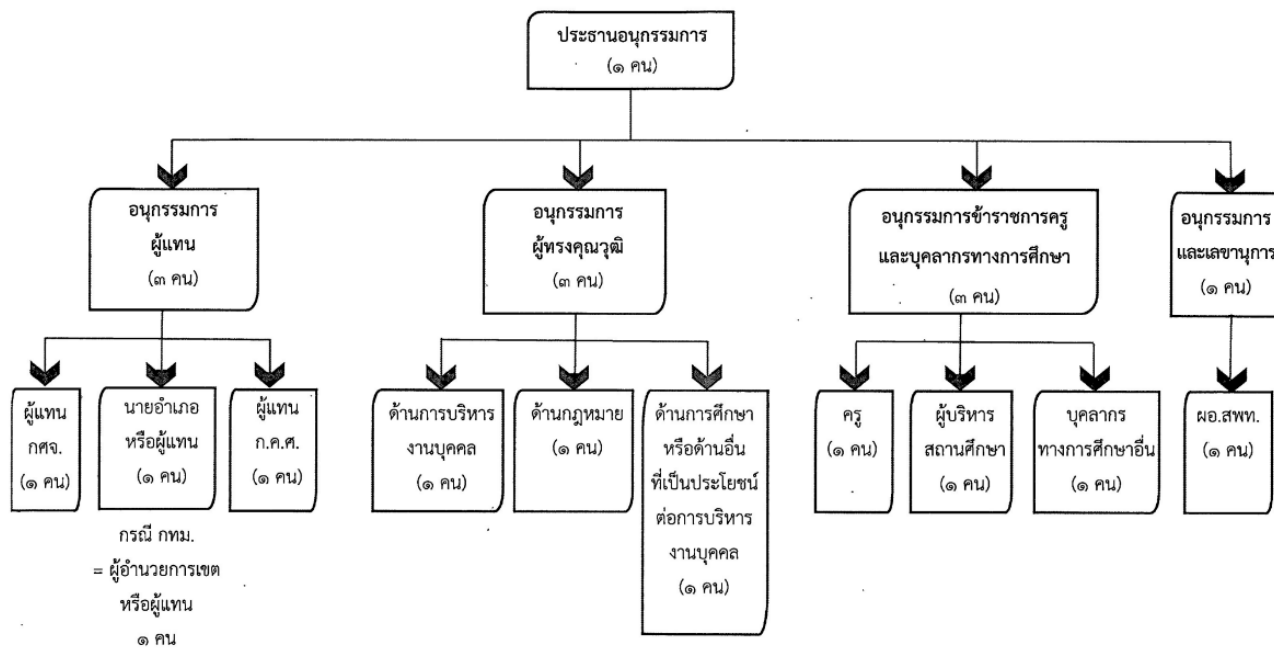 ประธานอนุกรรมการ
(๑ คน)
อนุกรรมการ
ผู้แทน
(๓ คน)
อนุกรรมการ
ผู้ทรงคุณวุฒิ
(๓ คน)
อนุกรรมการข้าราชการครู
และบุคลากรทางการศึกษา
(๓ คน)
อนุกรรมการ
และเลขานุการ
(๑ คน)
ผู้แทน
กศจ.
(๑ คน)
นายอำเภอ
หรือผู้แทน
(๑ คน)
กรณี กทม.
= ผู้อำนวยการเขต
หรือผู้แทน
๑ คน
ผู้แทน
ก.ค.ศ.
(๑ คน)
ด้านการบริหาร
งานบุคคล
(๑ คน)
ด้านกฎหมาย
(๑ คน)
ด้านการศึกษา
หรือด้านอื่น
ที่เป็นประโยชน์
ต่อการบริหาร
งานบุคคล
(๑ คน)
ครู
(๑ คน)
ผู้บริหาร
สถานศึกษา
(๑ คน)
บุคลากร
ทางการศึกษาอื่น
(๑ คน)
ผอ.สพท.
(๑ คน)